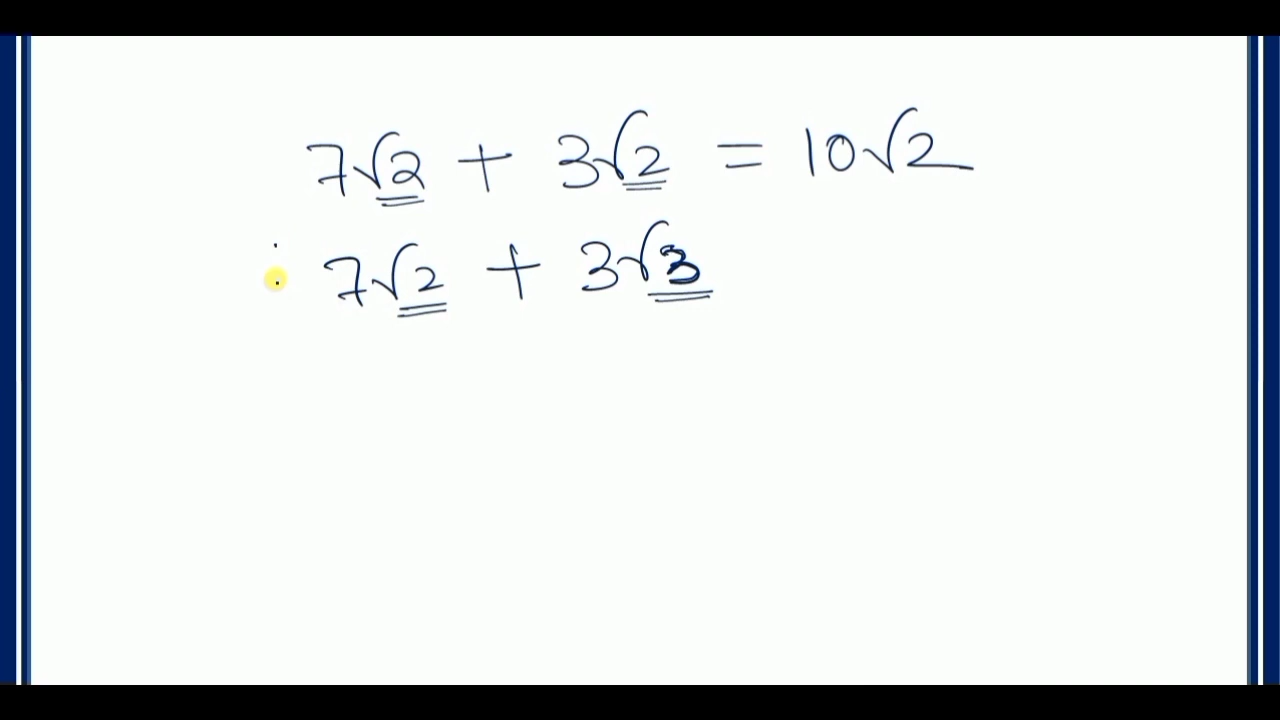 7√2 + 3√2 = 10√2
7√2 + 3√3